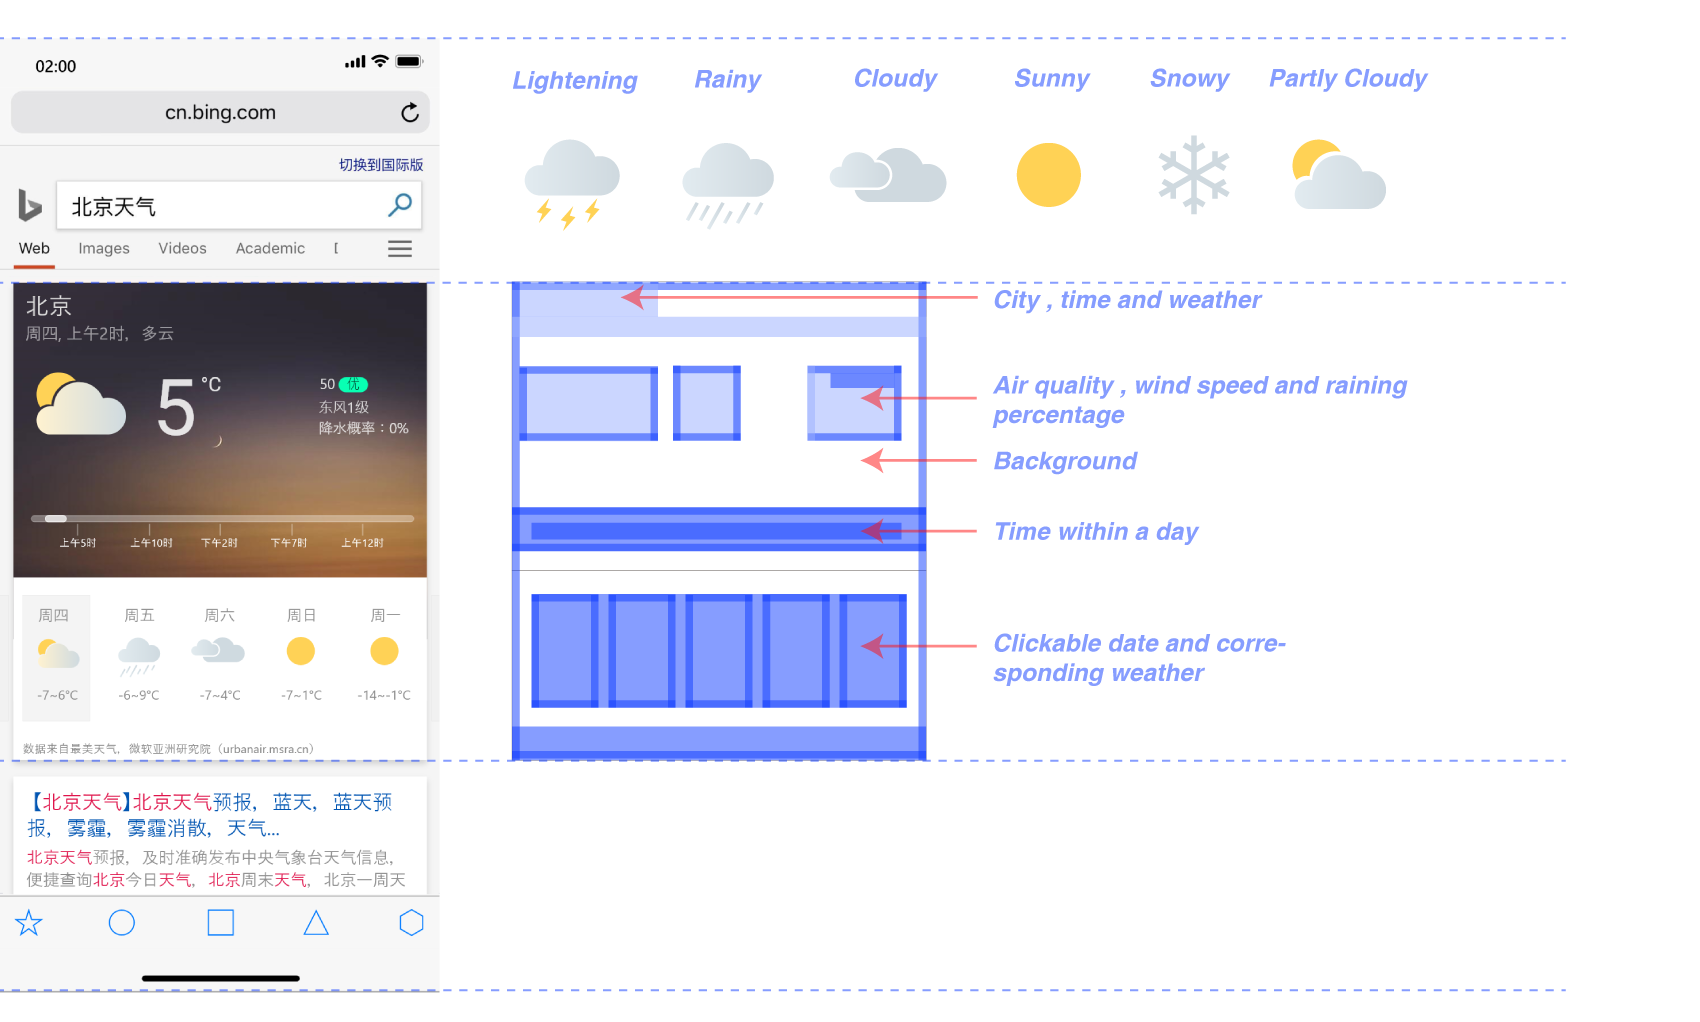 02:00
cn.bing.com
切换到国际版
北京天气
Web Images Videos Academic
北京
周四, 上午2时, 多云
5 °C
50 优
东风1级
降水概率：0%
上午5时 上午10时 下午2时 下午7时 上午12时
周四 周五 周六 周日 周一
-7~6°C -6~9°C -7~4°C -7~1°C -14~-1°C
数据来自最美天气, 微软亚洲研究院（urbanair.msra.cn）
【北京天气】北京天气预报, 蓝天, 蓝天预
报, 雾霾, 雾霾消散, 天气...
北京天气预报, 及时准确发布中央气象台天气信息,
便捷查询北京今日天气, 北京周末天气, 北京一周天
Lightening Rainy Cloudy Sunny Snowy Partly Cloudy
City , time and weather
Air quality , wind speed and raining
percentage
Background
Time within a day
Clickable date and corre-
sponding weather